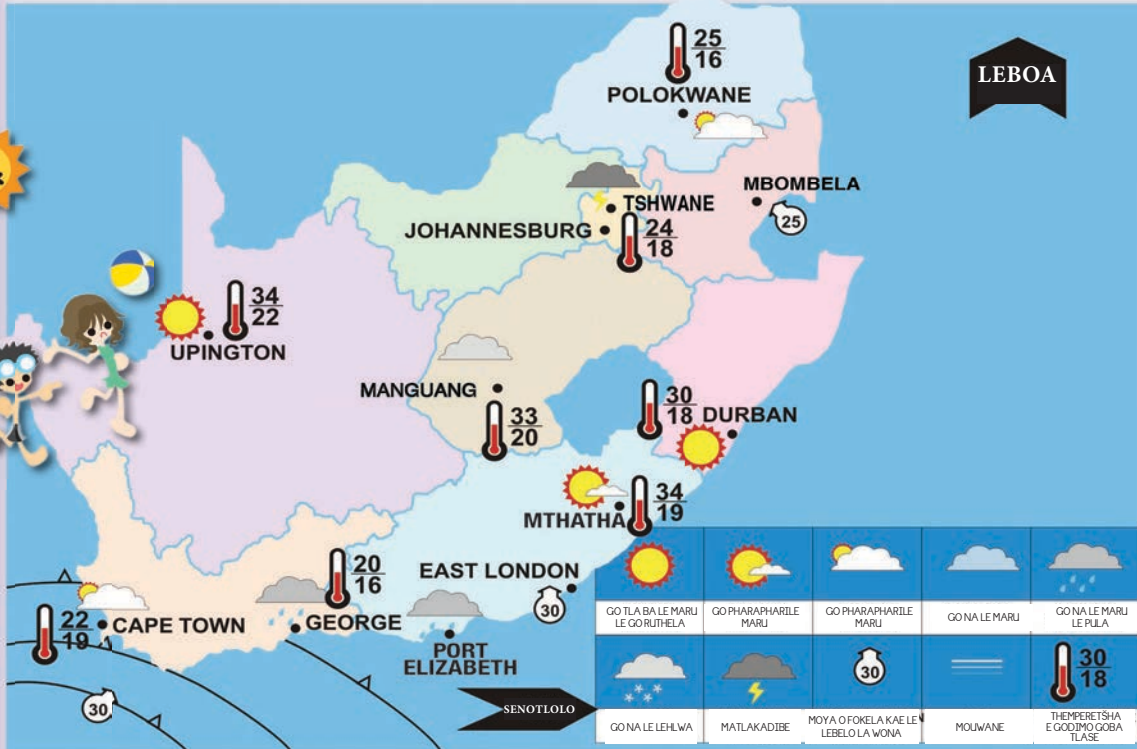 25
16
POLOKWANE
LEBOA
MBOMBELA
25
TSHWANE
JOHANNESBURG
24
18
34
22
UPINGTON
MANGUANG
33
20
30
18
DURBAN
MTHATHA
34
19
20
16
EAST LONDON
30
22
19
CAPE TOWN
GEORGE
PORT
ELIZABETH
30
SENOTLOLO
GO TLA BA LE MARU
LE GO RUTHELA
GO PHARAPHARILE
MARU
GO PHARAPHARILE
MARU
GO NA LE MARU
GO NA LE MARU
LE PULA
30
30
18
GO NA LE LEHLWA
MATLAKADIBE
MOYA O FOKELA KAE LE
LEBELO LA WONA
MOUWANE
THEMPERETŠHA
E GODIMO GOBA
TLASE